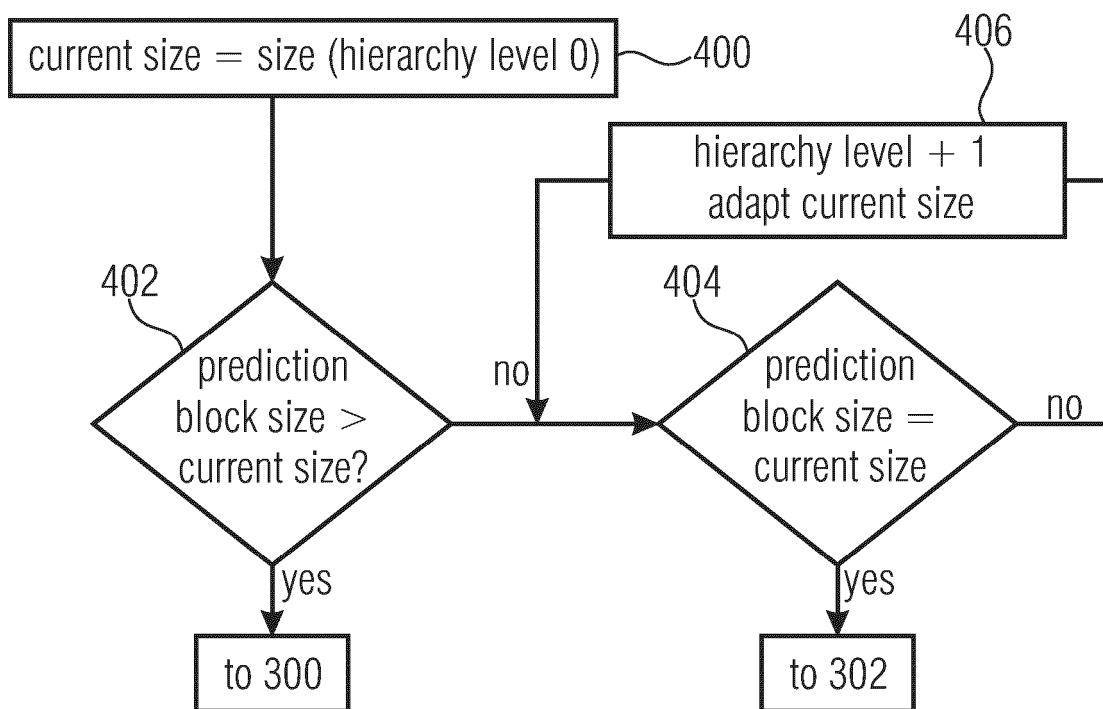 current size = size (hierarchy level 0)
400
406
hierarchy level + 1
adapt current size
402
prediction
block size >
current size?
no
404
prediction
block size =
current size
no
yes
to 300
yes
to 302